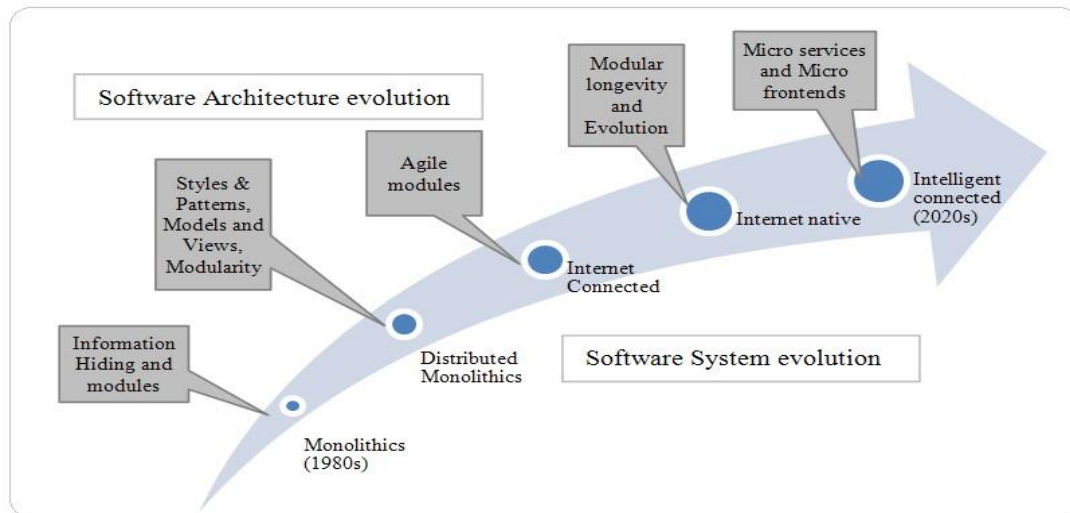 Software Architecture evolution
Information
Hiding and
modules
Styles &
Patterns,
Models and
Views,
Modularity
Agile
modules
Modular
longevity
and
Evolution
Micro services
and Micro
frontends
Monolithics
(1980s)
Distributed
Monolithics
Internet
Connected
Internet native
Intelligent
connected
(2020s)
Software System evolution